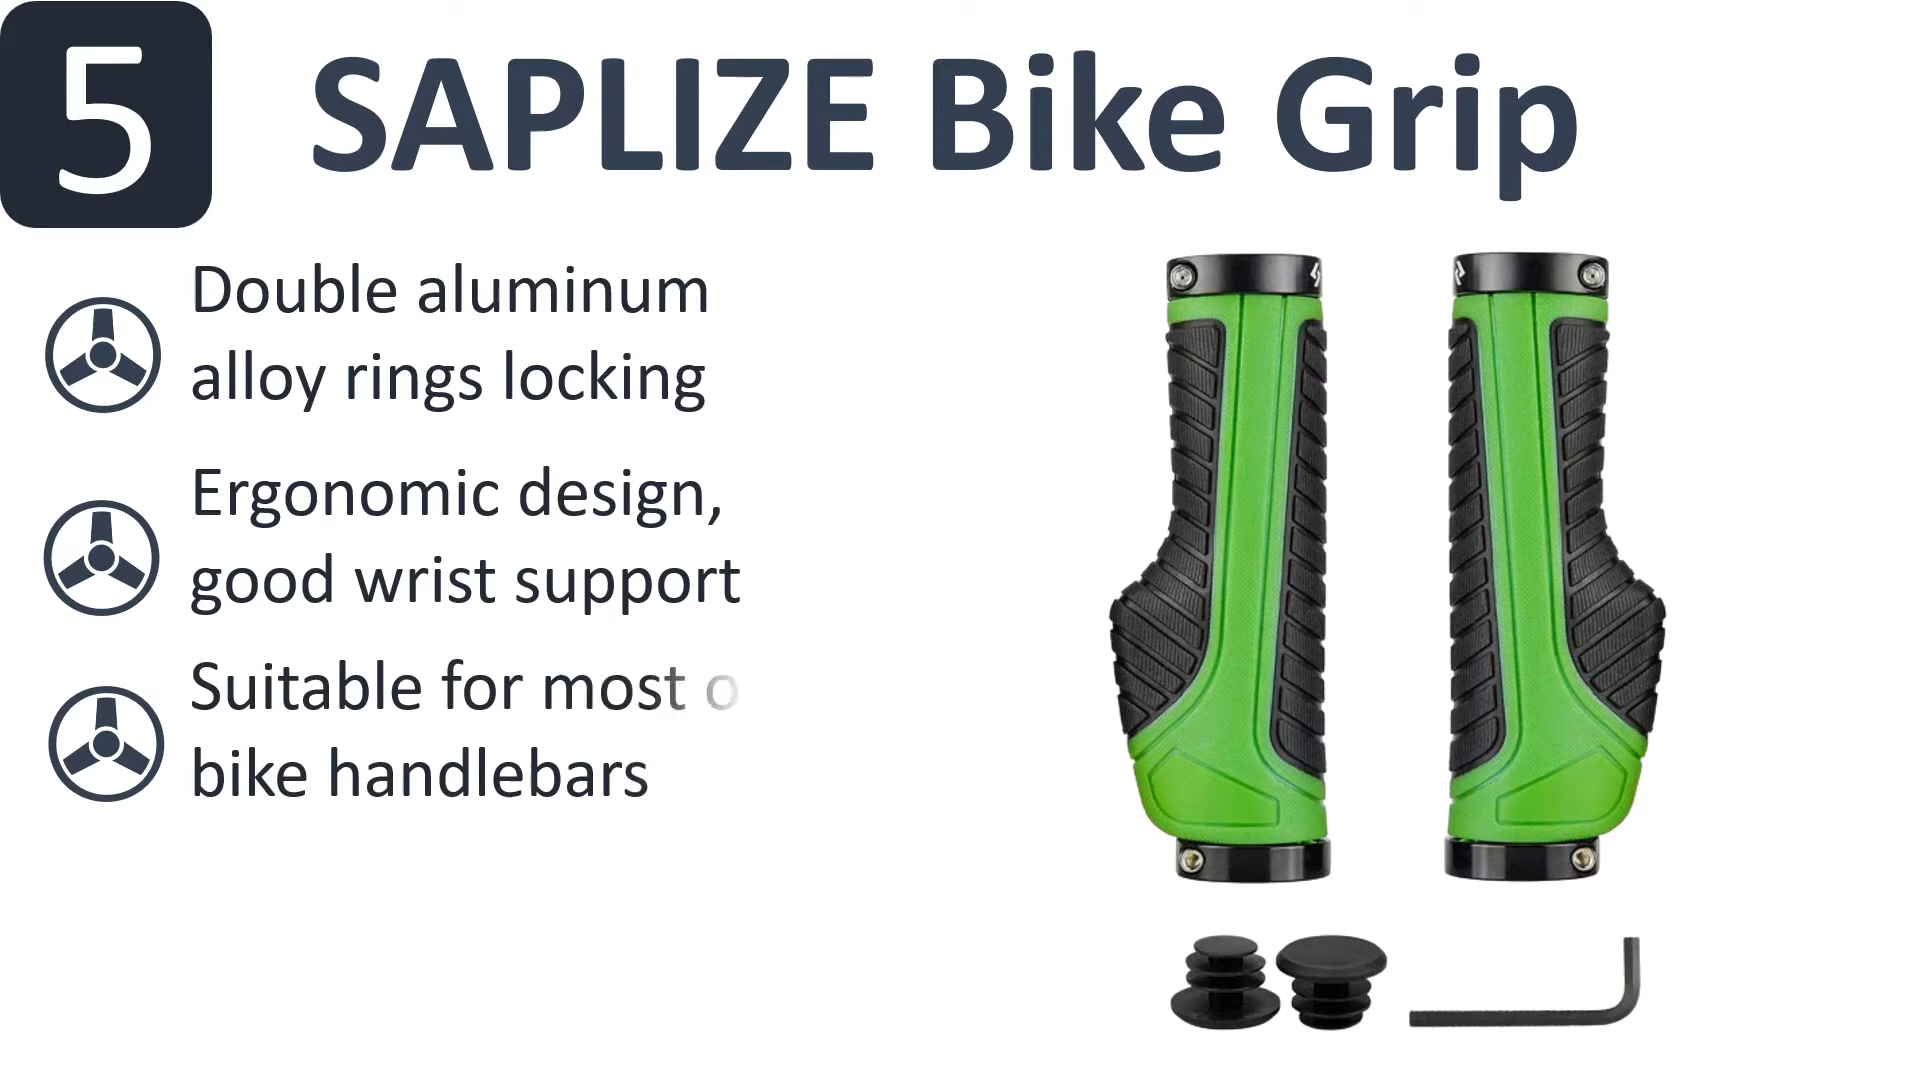 5
SAPLIZE Bike Grip
Double aluminum
alloy rings locking
Ergonomic design,
good wrist support
Suitable for most
bike handlebars